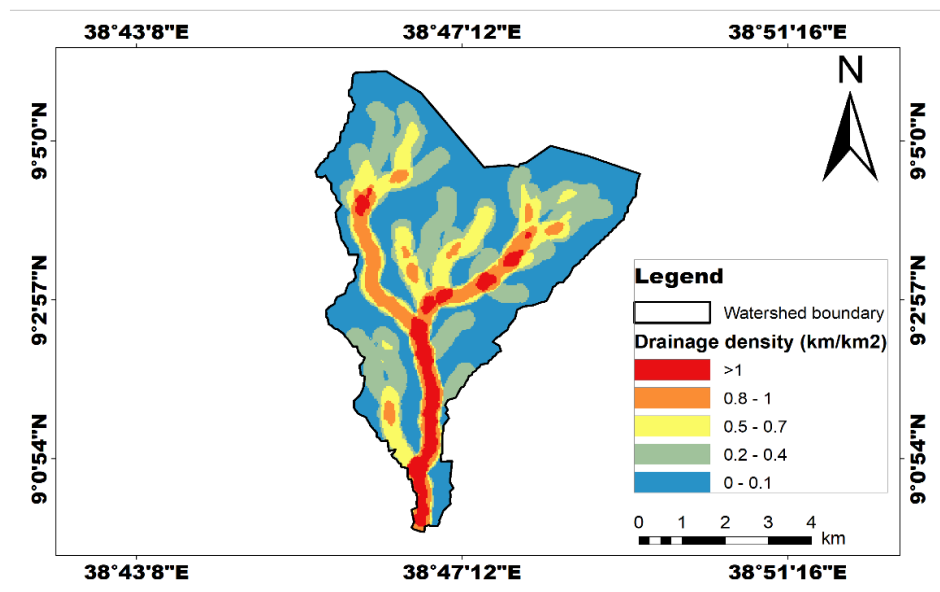 38°43'8"E 38°47'12"E 38°51'16"E
N
9°5'0"N 9°5'0"N
9°2'57"N 9°2'57"N
9°0'54"N 9°0'54"N
Legend
Watershed boundary
Drainage density (km/km2)
>1
0.8 - 1
0.5 - 0.7
0.2 - 0.4
0 - 0.1
0 1 2 3 4
km
38°43'8"E 38°47'12"E 38°51'16"E